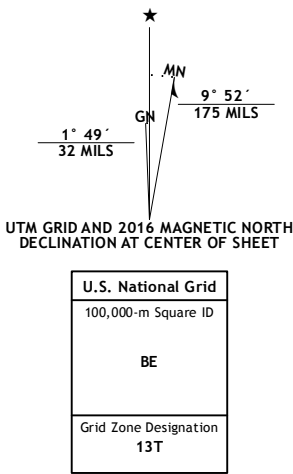 ★
MN
GN
9° 52´
175 MILS
1° 49´
32 MILS
UTM GRID AND 2016 MAGNETIC NORTH
DECLINATION AT CENTER OF SHEET
U.S. National Grid
100,000-m Square ID
BE
Grid Zone Designation
13T